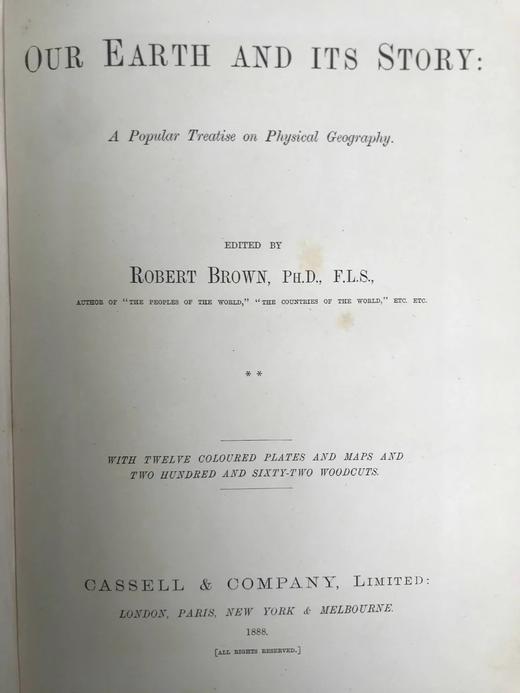 OUR EARTH AND ITS STORY:
A Popular Treatise on Physical Geography.
EDITED BY
ROBERT BROWN, PH.D., F.L.S.,
AUTHOR OF "THE PEOPLES OF THE WORLD," "THE COUNTRIES OF THE WORLD," ETC. ETC.
* *
WITH TWELVE COLOURED PLATES AND MAPS AND
TWO HUNDRED AND SIXTY-TWO WOODCUTS.
CASSELL & COMPANY, LIMITED:
LONDON, PARIS, NEW YORK & MELBOURNE.
1888.
[ALL RIGHTS RESERVED.]